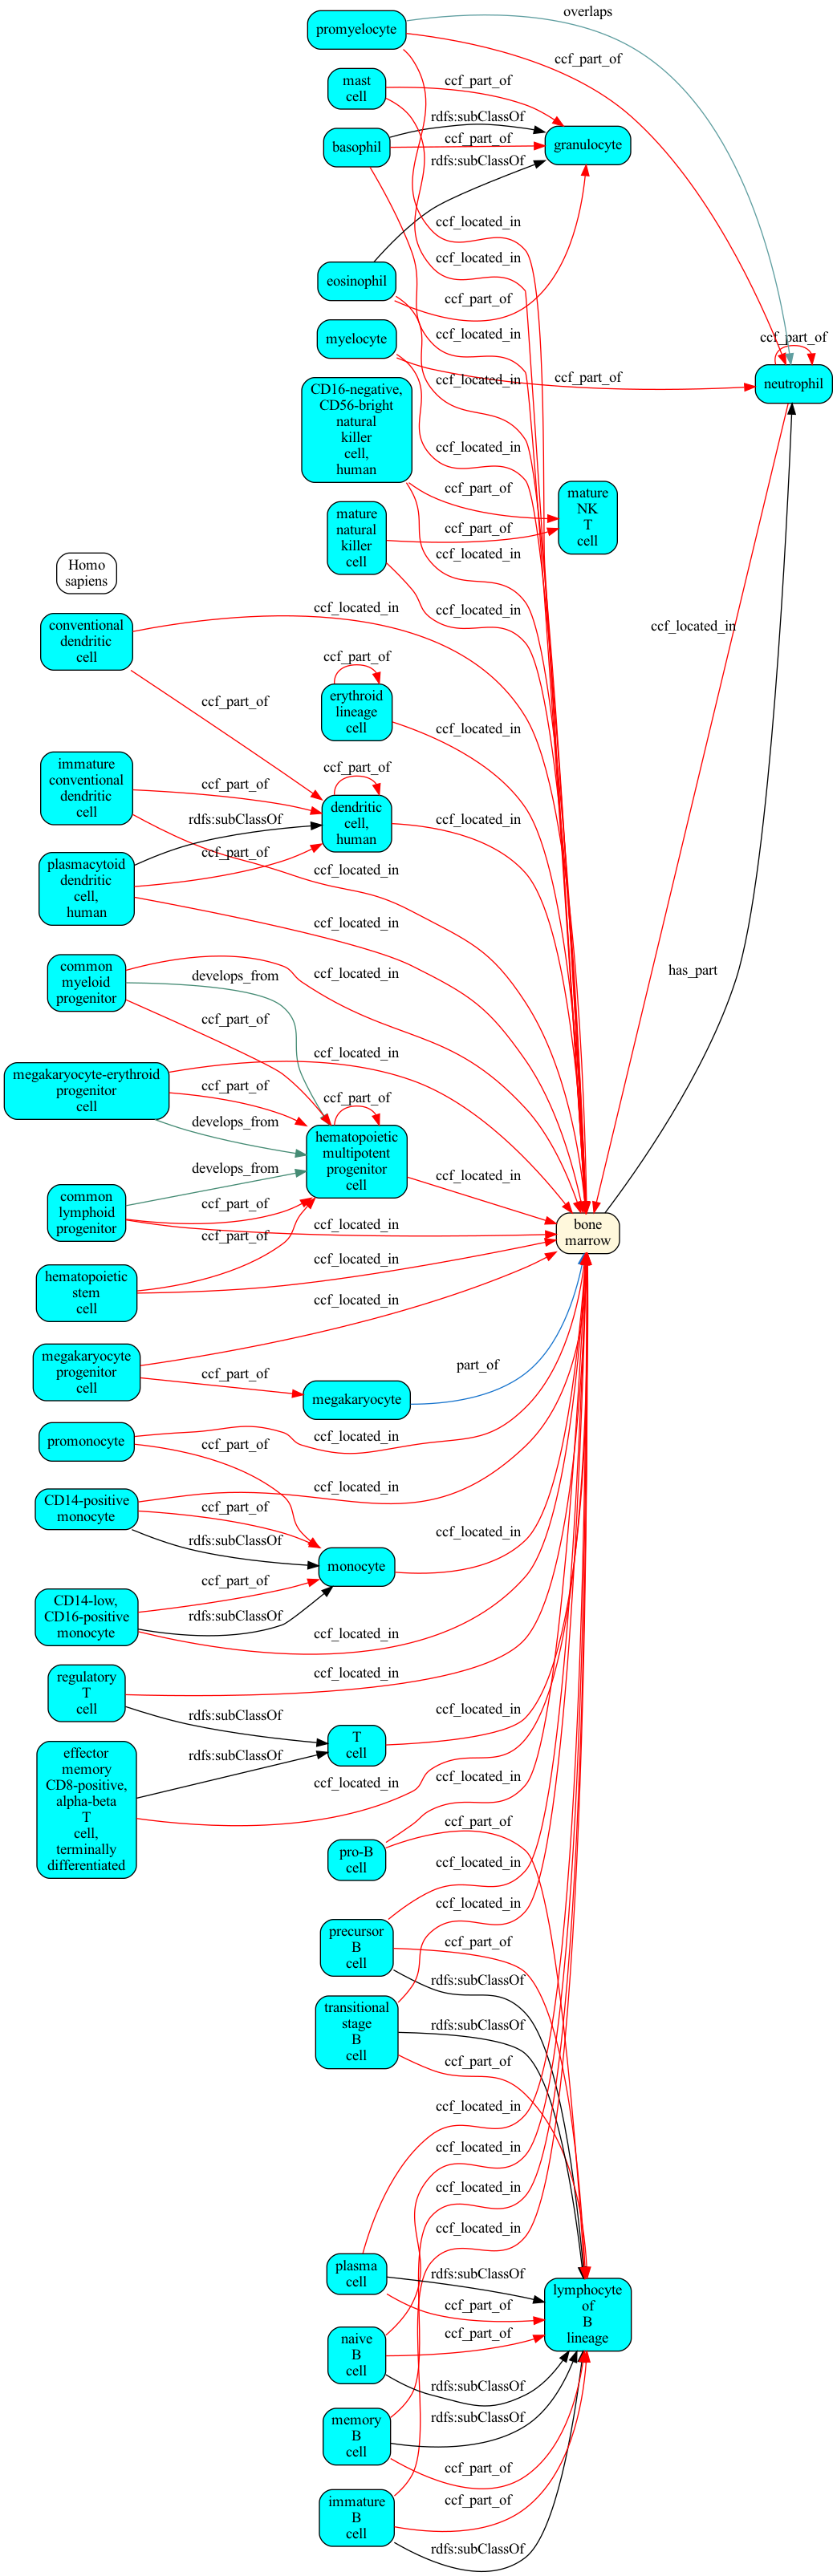 overlaps
promyelocyte
ccf_part_of
mast
cell
ccf_part_of
rdfs:subClassOf
basophil
ccf_part_of
granulocyte
rdfs:subClassOf
ccf_located_in
ccf_located_in
eosinophil
ccf_part_of
ccf_located_in
myelocyte
ccf_part_of
neutrophil
ccf_located_in
ccf_part_of
CD16-negative,
CD56-bright
natural
killer
cell,
human
ccf_located_in
ccf_part_of
mature
NK
T
cell
mature
natural
killer
cell
ccf_part_of
ccf_located_in
Homo
sapiens
ccf_located_in
ccf_located_in
conventional
dendritic
cell
ccf_located_in
ccf_part_of
ccf_part_of
erythroid
lineage
cell
ccf_located_in
immature
conventional
dendritic
cell
ccf_part_of
ccf_part_of
dendritic
cell,
human
ccf_located_in
rdfs:subClassOf
ccf_part_of
plasmacytoid
dendritic
cell,
human
ccf_located_in
ccf_located_in
common
myeloid
progenitor
develops_from
ccf_located_in
has_part
ccf_part_of
ccf_located_in
megakaryocyte-erythroid
progenitor
cell
ccf_part_of
ccf_part_of
develops_from
hematopoietic
multipotent
progenitor
cell
develops_from
ccf_located_in
common
lymphoid
progenitor
ccf_part_of
ccf_located_in
bone
marrow
ccf_part_of
ccf_located_in
hematopoietic
stem
cell
ccf_located_in
megakaryocyte
progenitor
cell
ccf_part_of
part_of
megakaryocyte
promonocyte
ccf_located_in
ccf_part_of
CD14-positive
monocyte
ccf_located_in
ccf_part_of
rdfs:subClassOf
ccf_located_in
monocyte
CD14-low,
CD16-positive
monocyte
ccf_part_of
rdfs:subClassOf
ccf_located_in
regulatory
T
cell
ccf_located_in
rdfs:subClassOf
ccf_located_in
T
cell
effector
memory
CD8-positive,
alpha-beta
T
cell,
terminally
differentiated
rdfs:subClassOf
ccf_located_in
ccf_located_in
pro-B
cell
ccf_part_of
ccf_located_in
precursor
B
cell
ccf_located_in
ccf_part_of
rdfs:subClassOf
transitional
stage
B
cell
rdfs:subClassOf
ccf_part_of
ccf_located_in
ccf_located_in
ccf_located_in
plasma
cell
rdfs:subClassOf
ccf_part_of
ccf_located_in
lymphocyte
of
B
lineage
naive
B
cell
ccf_part_of
rdfs:subClassOf
memory
B
cell
rdfs:subClassOf
ccf_part_of
immature
B
cell
ccf_part_of
rdfs:subClassOf